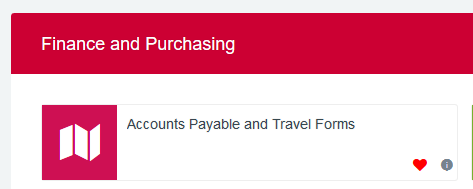 Finance and Purchasing
Accounts Payable and Travel Forms